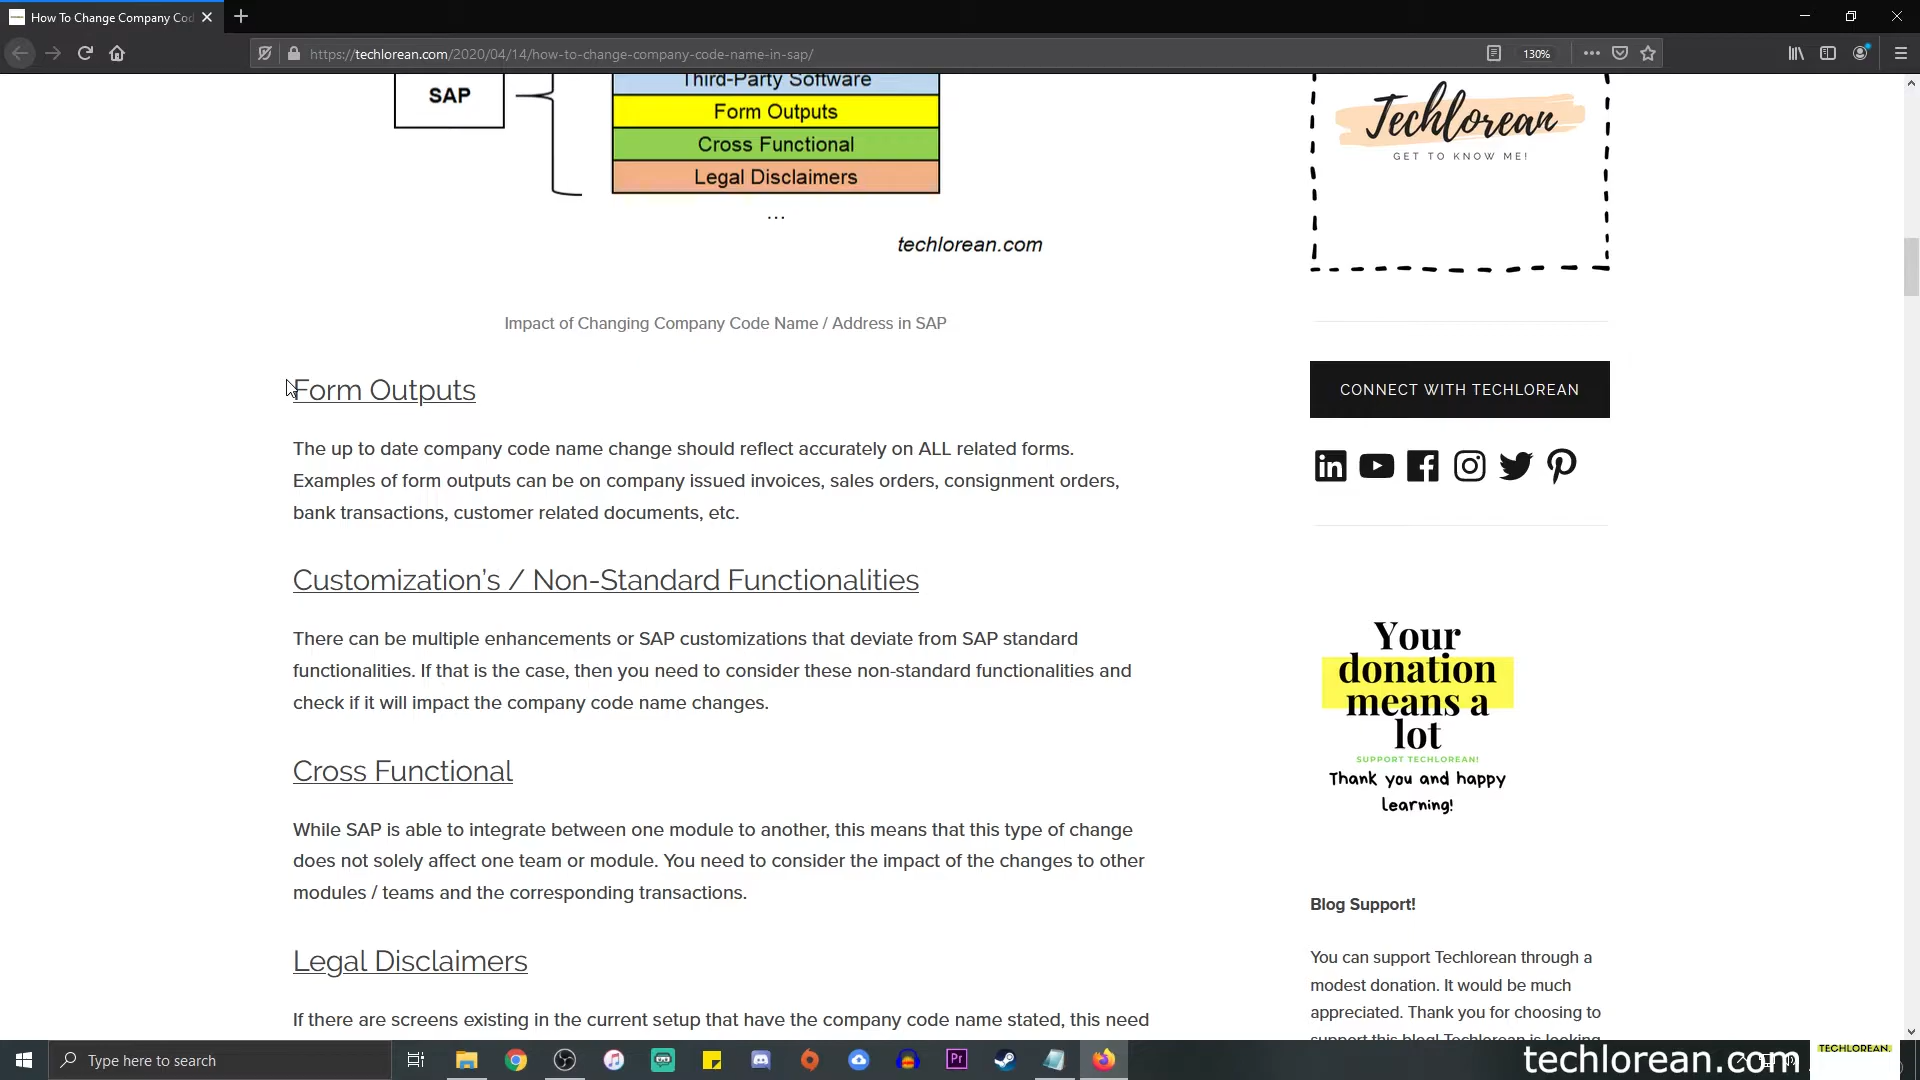 How To Change Company Cod
https://techlorean.com/2020/04/14/how-to-change-company-code-name-in-sap/
130%
SAP
Third-Party Software
Form Outputs
Cross Functional
Legal Disclaimers
...
techlorean.com
Impact of Changing Company Code Name / Address in SAP
Form Outputs
The up to date company code name change should reflect accurately on ALL related forms.
Examples of form outputs can be on company issued invoices, sales orders, consignment orders,
bank transactions, customer related documents, etc.
Customization’s / Non-Standard Functionalities
There can be multiple enhancements or SAP customizations that deviate from SAP standard
functionalities. If that is the case, then you need to consider these non-standard functionalities and
check if it will impact the company code name changes.
Cross Functional
While SAP is able to integrate between one module to another, this means that this type of change
does not solely affect one team or module. You need to consider the impact of the changes to other
modules / teams and the corresponding transactions.
Legal Disclaimers
If there are screens existing in the current setup that have the company code name stated, this need
Techlorean
GET TO KNOW ME!
CONNECT WITH TECHLOREAN
Your
donation
means a
lot
SUPPORT TECHLOREAN!
Thank you and happy
learning!
Blog Support!
You can support Techlorean through a
modest donation. It would be much
appreciated. Thank you for choosing to
support this blog! Techlorean is looking
Type here to search
Pr
techlorean.com
TECHLOREAN.